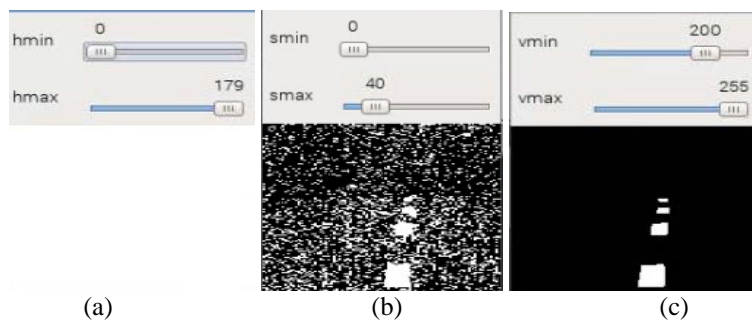 hmin 0
hmax 179
smin 0
smax 40
vmin 200
vmax 255
(a) (b) (c)